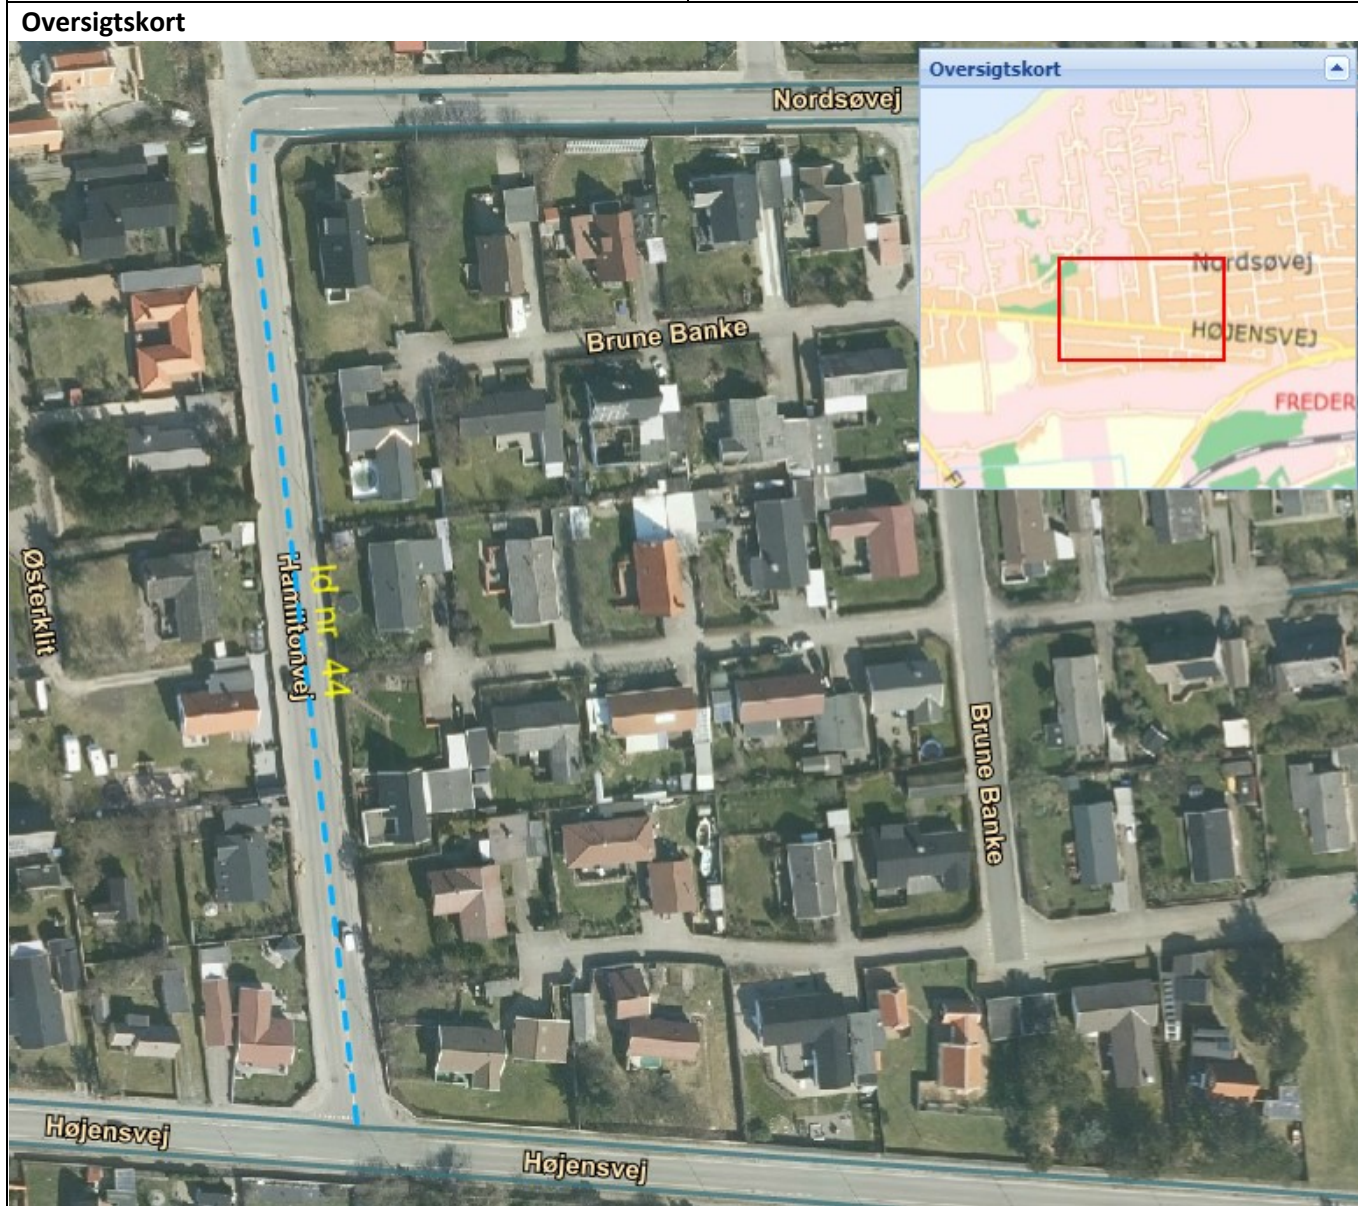 Oversigtskort
Nordsøvej
Oversigtskort
Nordsøvej
HØJENSVEJ
FREDER
Brune Banke
Østerklit
Hamiltonvej
Id nr. 44
Brune Banke
Højensvej
Højensvej